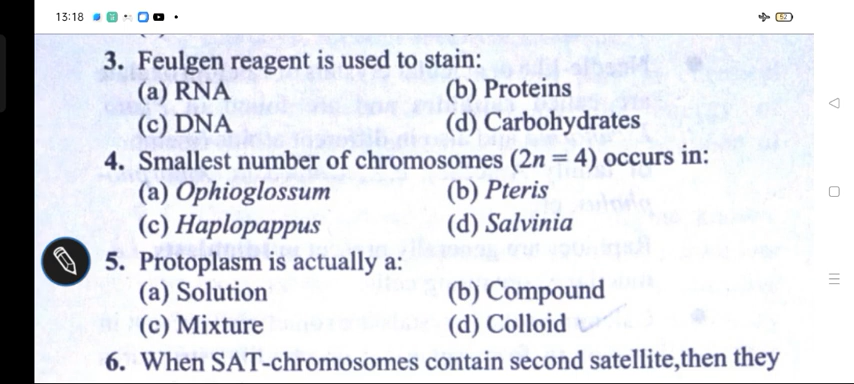 13:18
52
3. Feulgen reagent is used to stain:
(a) RNA (b) Proteins
(c) DNA (d) Carbohydrates
4. Smallest number of chromosomes (2n = 4) occurs in:
(a) Ophioglossum (b) Pteris
(c) Haplopappus (d) Salvinia
5. Protoplasm is actually a:
(a) Solution (b) Compound
(c) Mixture (d) Colloid
6. When SAT-chromosomes contain second satellite,then they